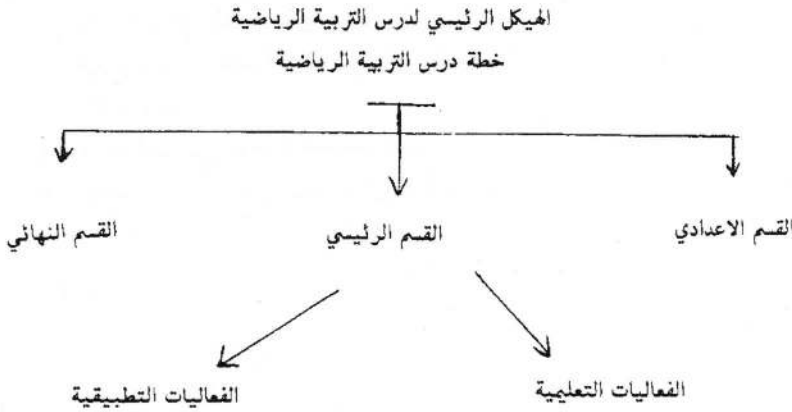 الهيكل الرئيسي لدرس التربية الرياضية
خطة درس التربية الرياضية
القسم الاعدادي
القسم الرئيسي
القسم النهائي
الفعاليات التعليمية
الفعاليات التطبيقية